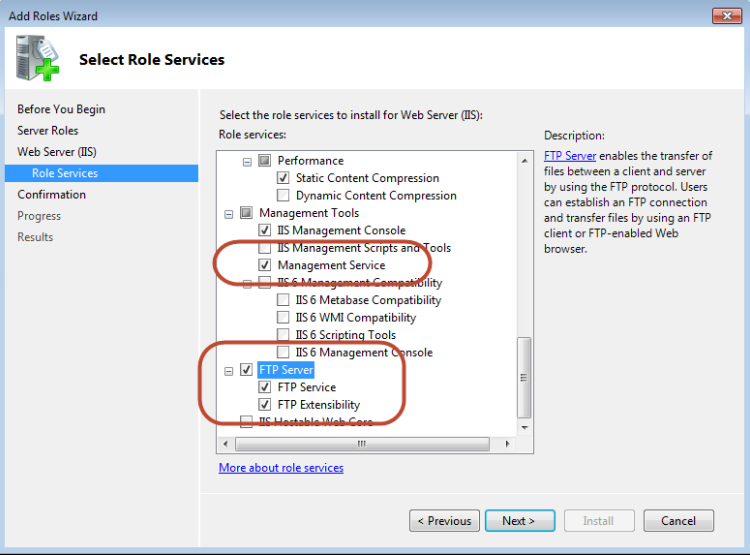 Add Roles Wizard
Select Role Services
Before You Begin
Server Roles
Web Server (IIS)
Role Services
Confirmation
Progress
Results
Select the role services to install for Web Server (IIS):
Role services:
Performance
Static Content Compression
Dynamic Content Compression
Management Tools
IIS Management Console
IIS Management Scripts and Tools
Management Service
IIS 6 Management Compatibility
IIS 6 Metabase Compatibility
IIS 6 WMI Compatibility
IIS 6 Scripting Tools
IIS 6 Management Console
FTP Server
FTP Service
FTP Extensibility
IIS Hostable Web Core
More about role services
Description:
FTP Server enables the transfer of
files between a client and server
by using the FTP protocol. Users
can establish an FTP connection
and transfer files by using an FTP
client or FTP-enabled Web
browser.
< Previous
Next >
Install
Cancel